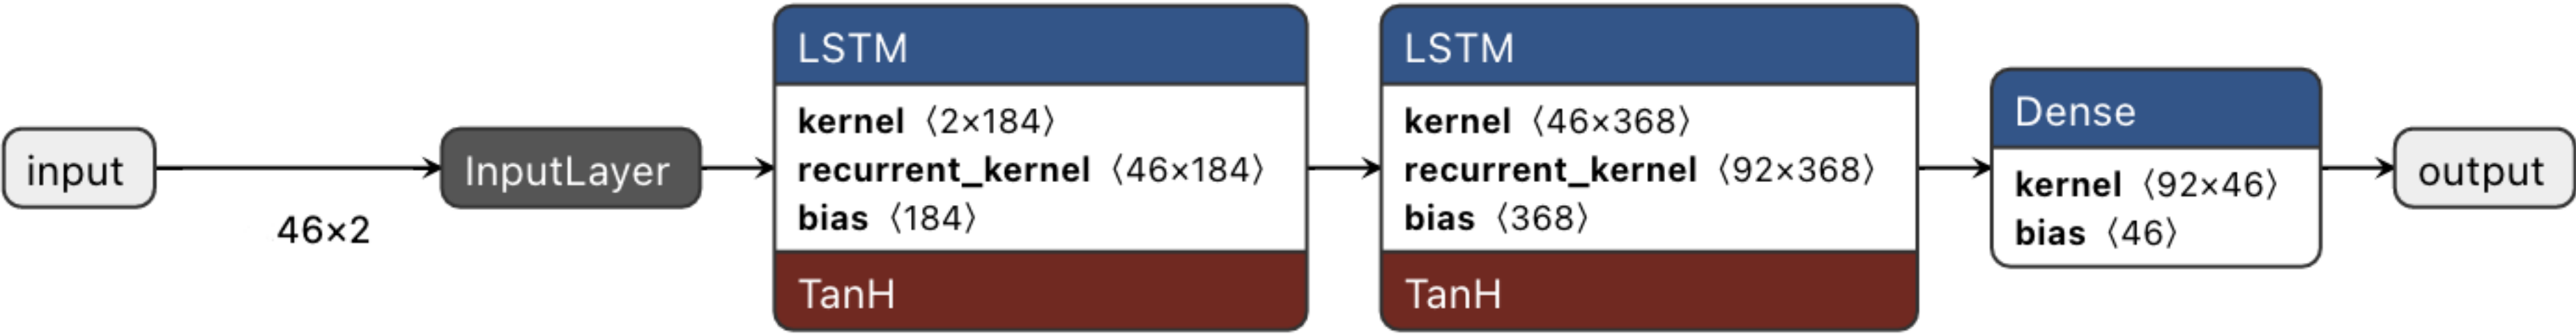 input
46×2
InputLayer
LSTM
kernel ⟨2×184⟩
recurrent_kernel ⟨46×184⟩
bias ⟨184⟩
TanH
LSTM
kernel ⟨46×368⟩
recurrent_kernel ⟨92×368⟩
bias ⟨368⟩
TanH
Dense
kernel ⟨92×46⟩
bias ⟨46⟩
output